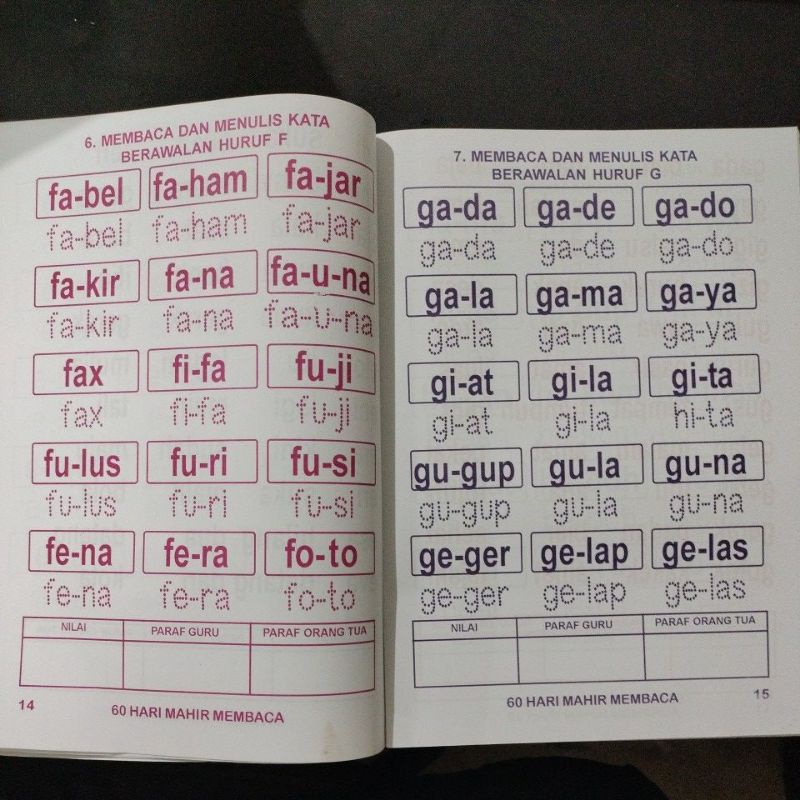 6. MEMBACA DAN MENULIS KATA
BERAWALAN HURUF F
fa-bel fa-ham fa-jar
fa-bel fa-ham fa-jar
fa-kir fa-na fa-u-na
fa-kir fa-na fa-u-na
fax fi-fa fu-ji
fax fi-fa fu-ji
fu-lus fu-ri fu-si
fu-lus fu-ri fu-si
fe-na fe-ra fo-to
fe-na fe-ra fo-to
NILAI PARAF GURU PARAF ORANG TUA
14 60 HARI MAHIR MEMBACA
7. MEMBACA DAN MENULIS KATA
BERAWALAN HURUF G
ga-da ga-de ga-do
ga-da ga-de ga-do
ga-la ga-ma ga-ya
ga-la ga-ma ga-ya
gi-at gi-la gi-ta
gi-at gi-la hi-ta
gu-gup gu-la gu-na
gu-gup gu-la gu-na
ge-ger ge-lap ge-las
ge-ger ge-lap ge-las
NILAI PARAF GURU PARAF ORANG TUA
60 HARI MAHIR MEMBACA 15